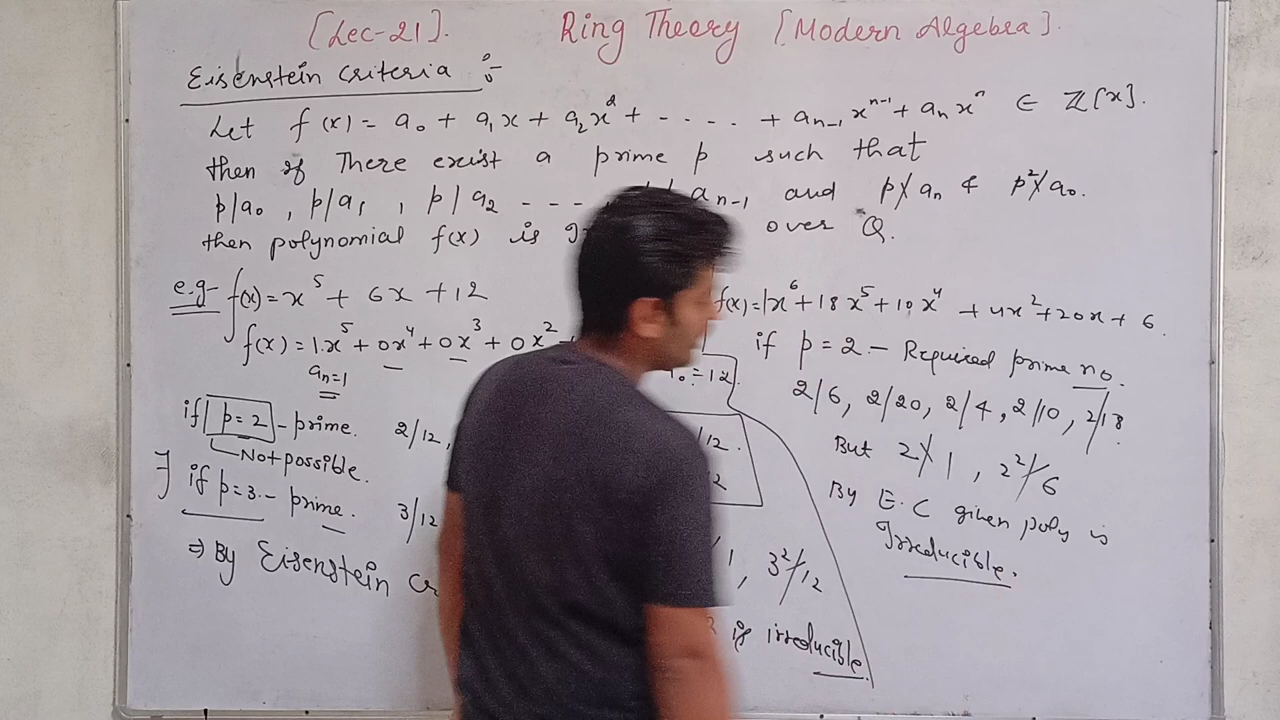 [Lec-21]. Ring Theory [Modern Algebra].
Eisenstein criteria :-
Let f(x) = a₀ + a₁x + a₂x² + - - - - + aₙ₋₁xⁿ⁻¹ + aₙxⁿ ∈ ℤ[x].
then if There exist a prime p such that
p/a₀ , p/a₁ , p/a₂ - - - aₙ₋₁ and p∤aₙ & p²∤a₀.
then polynomial f(x) is over Q.
e.g- f(x) = x⁵ + 6x + 12
f(x) = 1.x⁵ + 0x⁴ + 0x³ + 0x²
aₙ=1
if p=2 - prime. 2/12,
Not possible.
∃ if p=3 - prime. 3/12
⇒ By Eisenstein
= 12
/12.
1, 3²∤12
is irreducible.
f(x) = 1x⁶ + 18x⁵ + 10x⁴ + 4x² + 20x + 6.
if p = 2 - Required prime no.
2/6, 2/20, 2/4, 2/10, 2/18
But 2∤1, 2²∤6
By E.C given poly is
Irreducible.